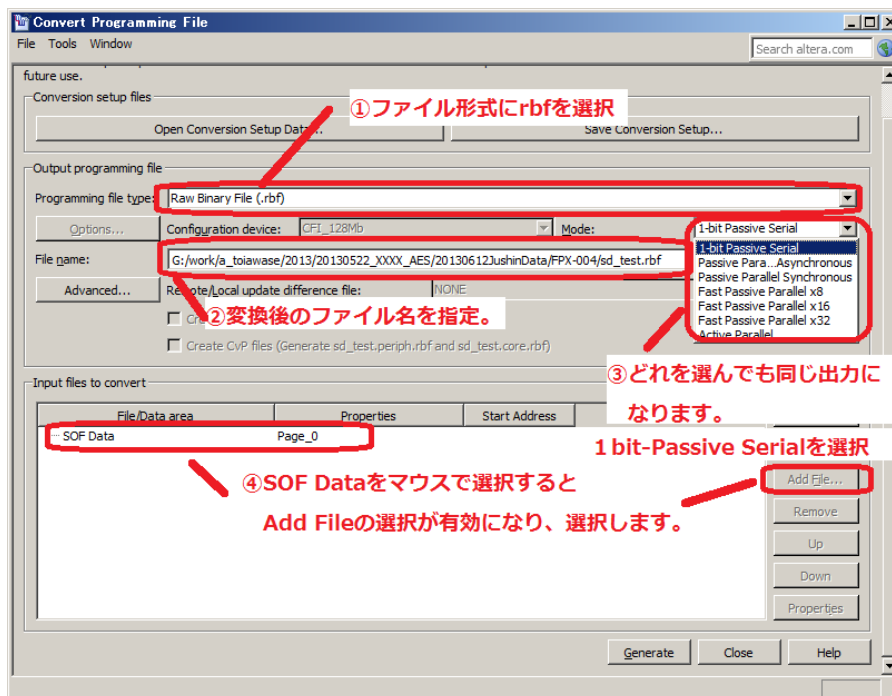 Convert Programming File
File Tools Window
Search altera.com
future use.
Conversion setup files
①ファイル形式にrbfを選択
Open Conversion Setup Data...
Save Conversion Setup...
Output programming file
Programming file type:
Raw Binary File (.rbf)
Options...
Configuration device:
CFI_128Mb
Mode:
1-bit Passive Serial
1-bit Passive Serial
Passive Para...Asynchronous
Passive Parallel Synchronous
Fast Passive Parallel x8
Fast Passive Parallel x16
Fast Passive Parallel x32
Active Parallel
File name:
G:/work/a_toiawase/2013/20130522_XXXX_AES/20130612JushinData/FPX-004/sd_test.rbf
Advanced...
Remote/Local update difference file:
NONE
②変換後のファイル名を指定。
Create CvP files (Generate sd_test.periph.rbf and sd_test.core.rbf)
③どれを選んでも同じ出力に
なります。
1bit-Passive Serialを選択
Input files to convert
File/Data area
Properties
Start Address
SOF Data
Page_0
④SOF Dataをマウスで選択すると
Add Fileの選択が有効になり、選択します。
Add File...
Remove
Up
Down
Properties
Generate
Close
Help